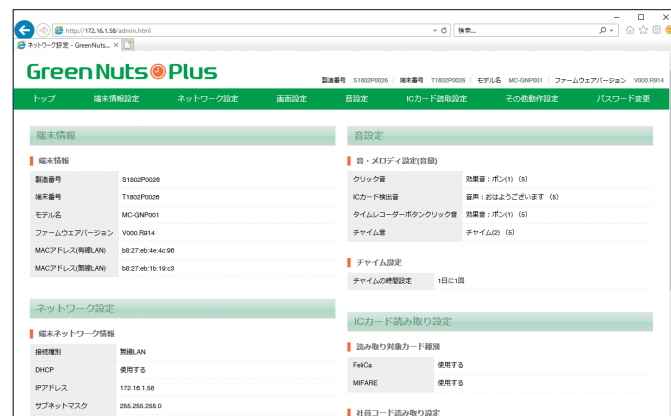 http://172.16.1.58/admin.html
検索...
ネットワーク設定 - GreenNuts...
GreenNuts Plus
製造番号 S1802P0026 端末番号 T1802P0026 モデル名 MC-GNP001 ファームウェアバージョン V000.R914
トップ 端末情報設定 ネットワーク設定 画面設定 音設定 ICカード読取設定 その他動作設定 パスワード変更
端末情報
端末情報
製造番号 S1802P0026
端末番号 T1802P0026
モデル名 MC-GNP001
ファームウェアバージョン V000.R914
MACアドレス(有線LAN) b8:27:eb:4e:4c:96
MACアドレス(無線LAN) b8:27:eb:1b:19:c3
ネットワーク設定
端末ネットワーク情報
接続種別 無線LAN
DHCP 使用する
IPアドレス 172.16.1.58
サブネットマスク 255.255.255.0
音設定
音・メロディ設定(音量)
クリック音 効果音：ポン(1) (5)
ICカード検出音 音声：おはようございます (5)
タイムレコーダーボタンクリック音 効果音：ポン(1) (5)
チャイム音 チャイム(2) (5)
チャイム設定
チャイムの時間設定 1日に1回
ICカード読み取り設定
読み取り対象カード種別
FeliCa 使用する
MIFARE 使用する
社員コード読み取り設定